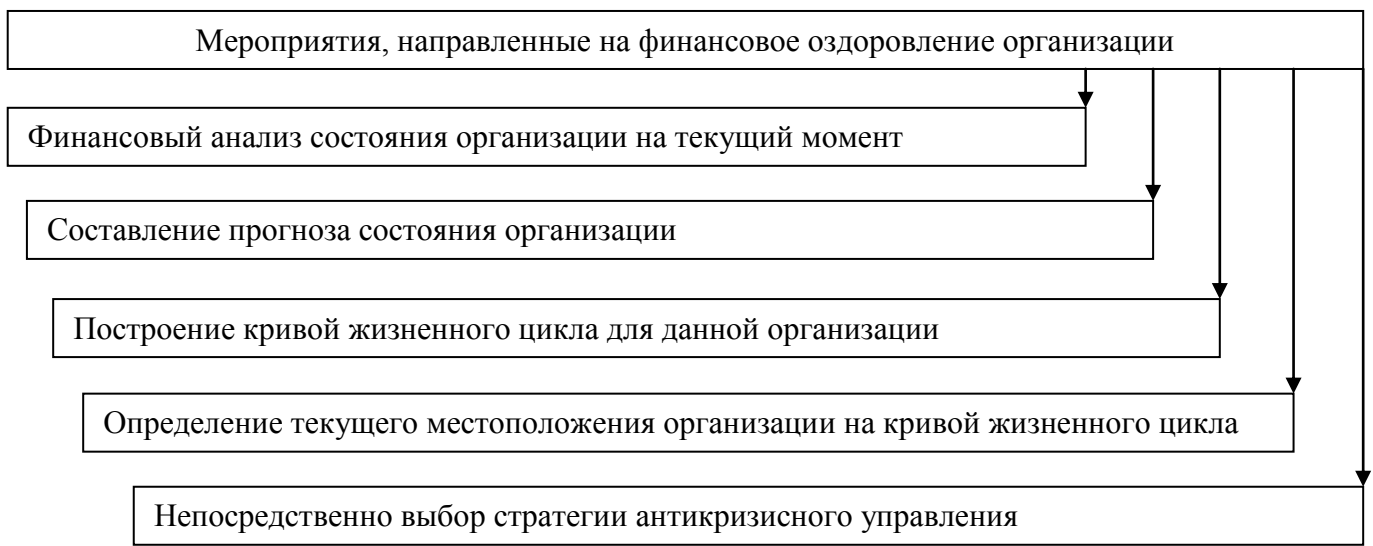 Мероприятия, направленные на финансовое оздоровление организации
Финансовый анализ состояния организации на текущий момент
Составление прогноза состояния организации
Построение кривой жизненного цикла для данной организации
Определение текущего местоположения организации на кривой жизненного цикла
Непосредственно выбор стратегии антикризисного управления